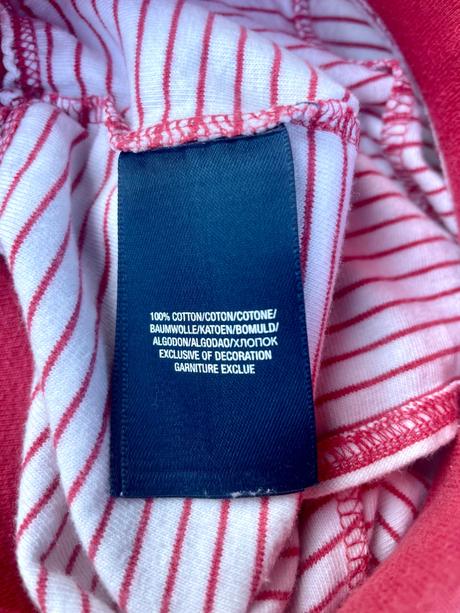 100% COTTON/COTON/COTONE/
BAUMWOLLE/KATOEN/BOMULD/
ALGODON/ALGODAO/ХЛОПОК
EXCLUSIVE OF DECORATION
GARNITURE EXCLUE